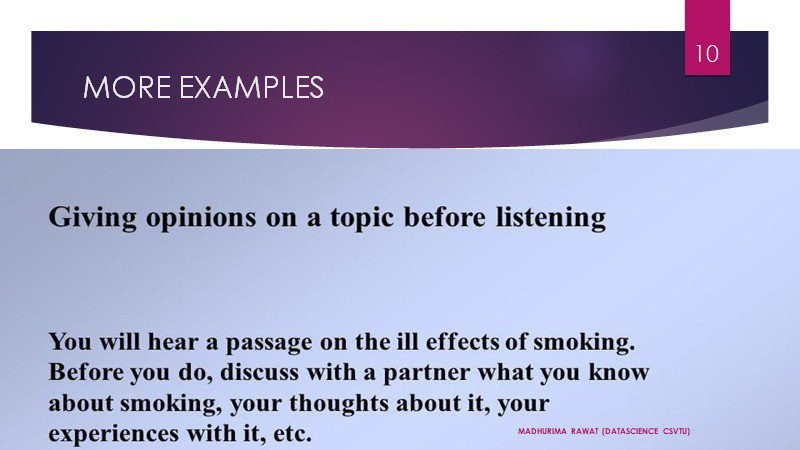 10
MORE EXAMPLES
Giving opinions on a topic before listening
You will hear a passage on the ill effects of smoking.
Before you do, discuss with a partner what you know
about smoking, your thoughts about it, your
experiences with it, etc.
MADHURIMA RAWAT (DATASCIENCE CSVTU)